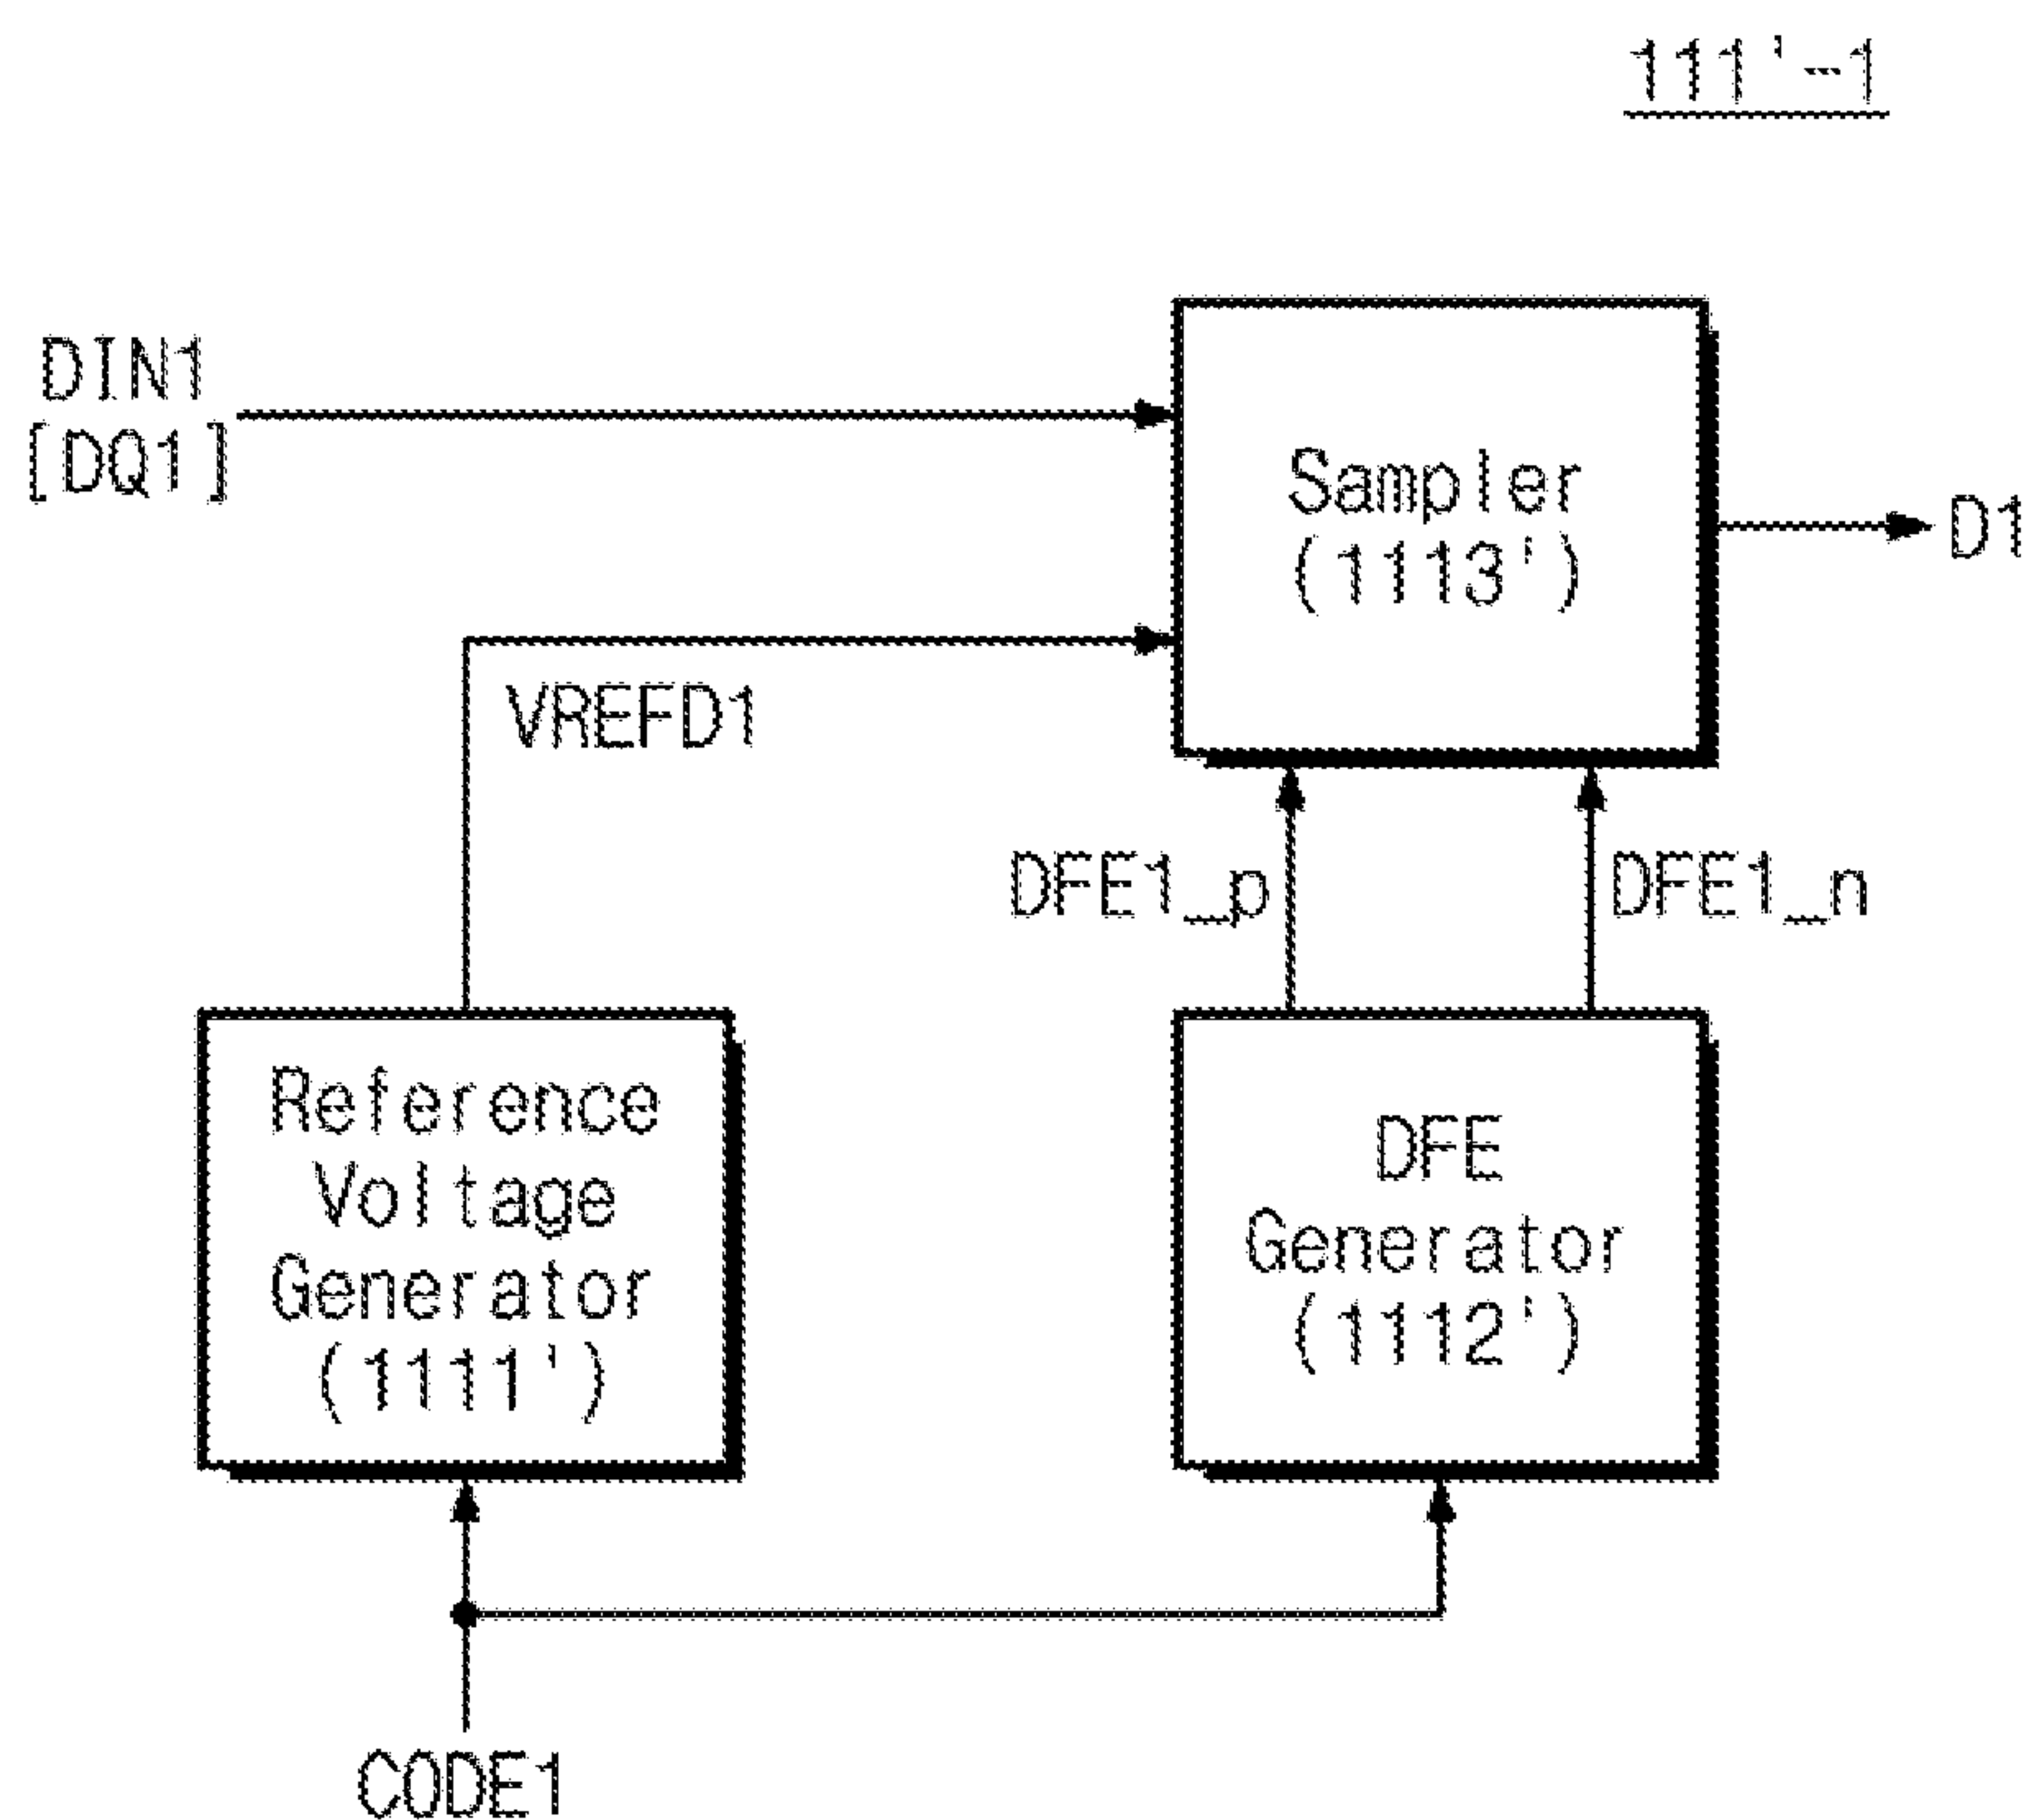 111'-1
DIN1
[DQ1]
Sampler
(1113')
D1
VREFD1
DFE1_p
DFE1_n
Reference
Voltage
Generator
(1111')
DFE
Generator
(1112')
CODE1